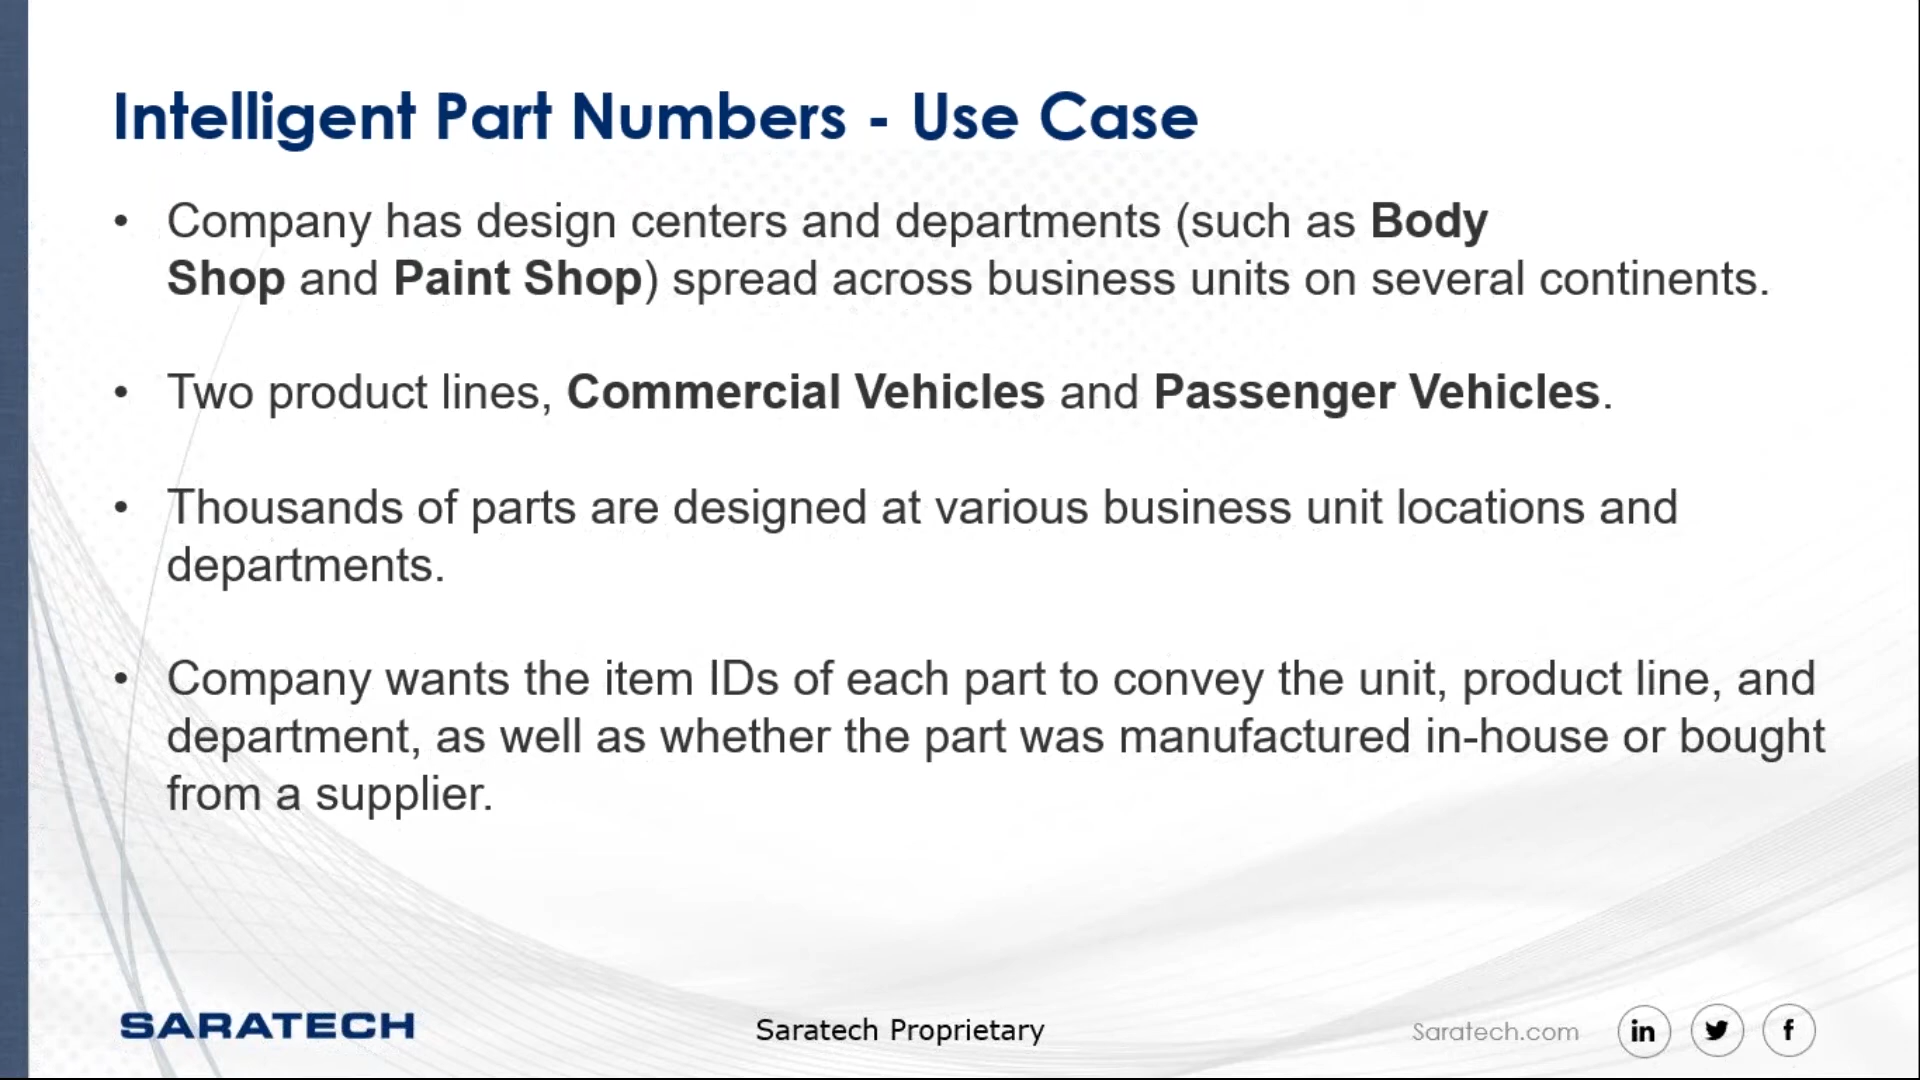 Intelligent Part Numbers - Use Case
• Company has design centers and departments (such as Body
Shop and Paint Shop) spread across business units on several continents.
• Two product lines, Commercial Vehicles and Passenger Vehicles.
• Thousands of parts are designed at various business unit locations and
departments.
• Company wants the item IDs of each part to convey the unit, product line, and
department, as well as whether the part was manufactured in-house or bought
from a supplier.
SARATECH
Saratech Proprietary
Saratech.com
in
f